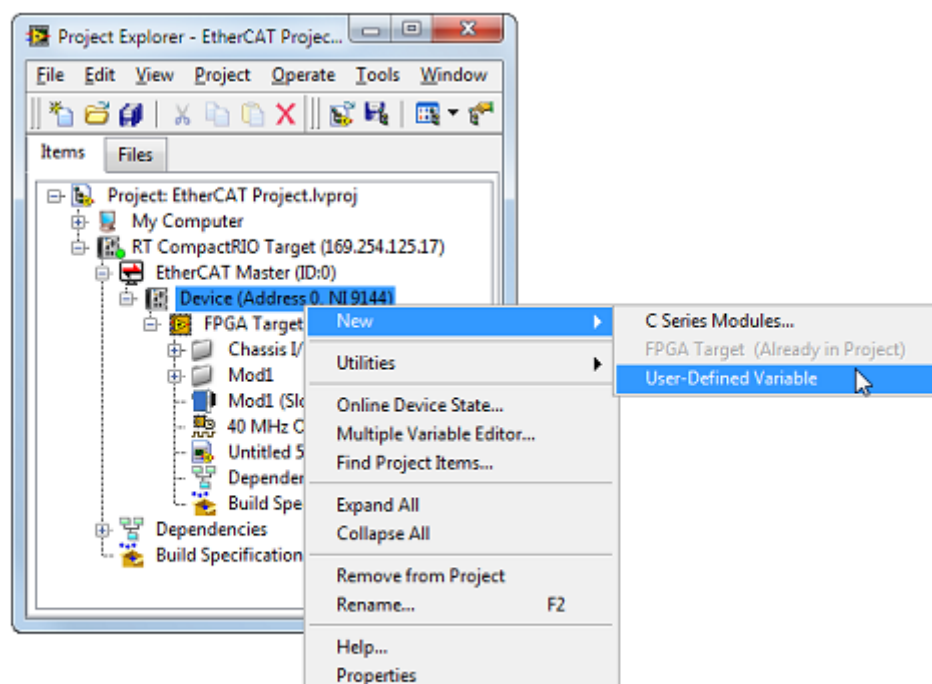 Project Explorer - EtherCAT Projec...
File Edit View Project Operate Tools Window
Items Files
Project: EtherCAT Project.lvproj
My Computer
RT CompactRIO Target (169.254.125.17)
EtherCAT Master (ID:0)
Device (Address 0, NI 9144)
FPGA Target
Chassis I/
Mod1
Mod1 (Slo
40 MHz O
Untitled 5
Depender
Build Spe
Dependencies
Build Specification
New
Utilities
Online Device State...
Multiple Variable Editor...
Find Project Items...
Expand All
Collapse All
Remove from Project
Rename... F2
Help...
Properties
C Series Modules...
FPGA Target (Already in Project)
User-Defined Variable